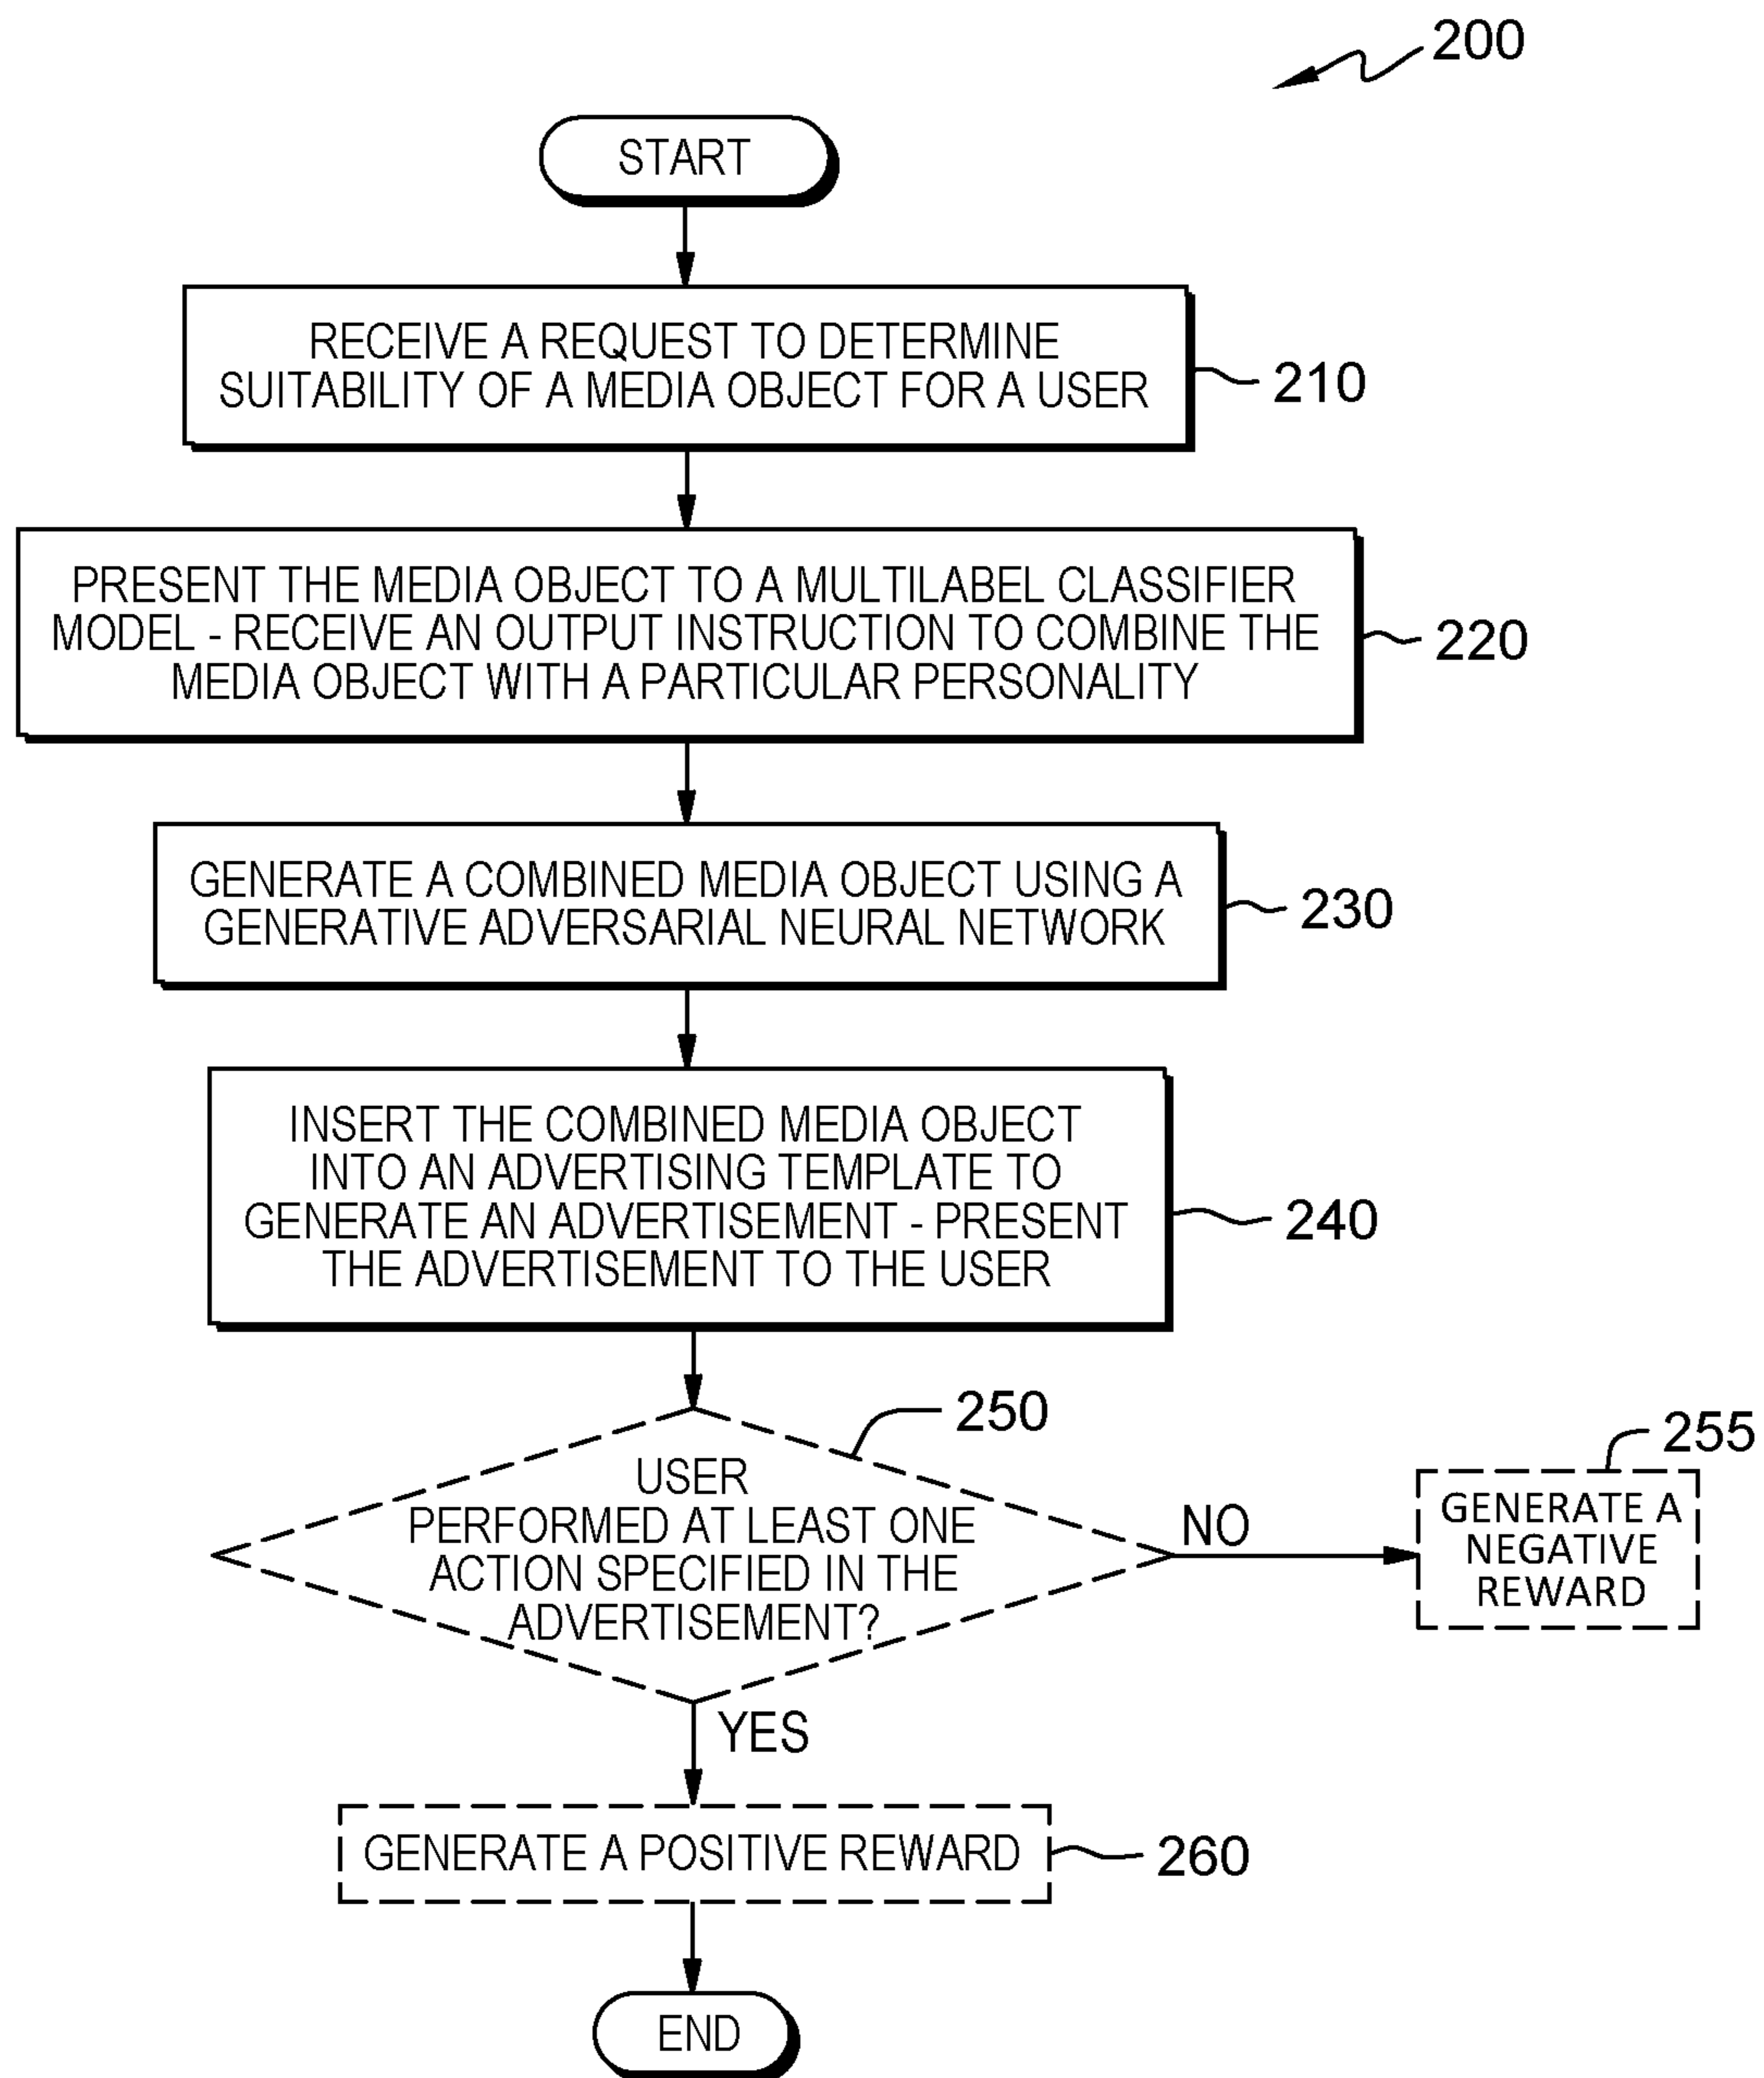 200
START
RECEIVE A REQUEST TO DETERMINE
SUITABILITY OF A MEDIA OBJECT FOR A USER
210
PRESENT THE MEDIA OBJECT TO A MULTILABEL CLASSIFIER
MODEL - RECEIVE AN OUTPUT INSTRUCTION TO COMBINE THE
MEDIA OBJECT WITH A PARTICULAR PERSONALITY
220
GENERATE A COMBINED MEDIA OBJECT USING A
GENERATIVE ADVERSARIAL NEURAL NETWORK
230
INSERT THE COMBINED MEDIA OBJECT
INTO AN ADVERTISING TEMPLATE TO
GENERATE AN ADVERTISEMENT - PRESENT
THE ADVERTISEMENT TO THE USER
240
250
USER
PERFORMED AT LEAST ONE
ACTION SPECIFIED IN THE
ADVERTISEMENT?
NO
255
GENERATE A
NEGATIVE
REWARD
YES
GENERATE A POSITIVE REWARD
260
END